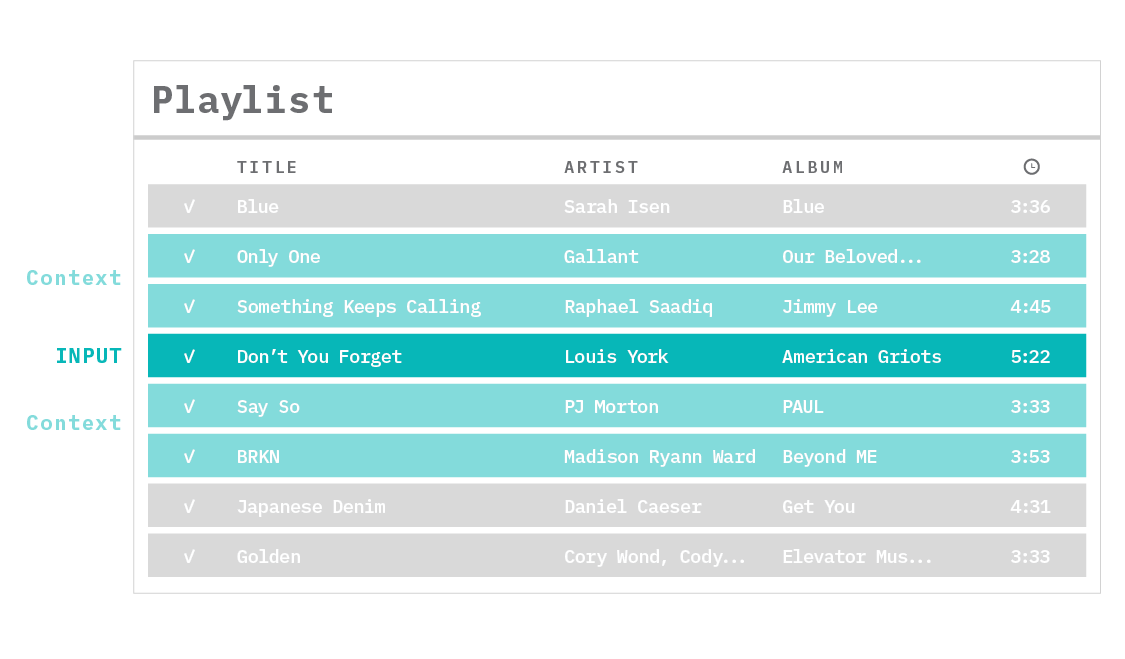 Playlist
TITLE ARTIST ALBUM
√ Blue Sarah Isen Blue 3:36
√ Only One Gallant Our Beloved... 3:28
Context
√ Something Keeps Calling Raphael Saadiq Jimmy Lee 4:45
INPUT √ Don’t You Forget Louis York American Griots 5:22
√ Say So PJ Morton PAUL 3:33
Context
√ BRKN Madison Ryann Ward Beyond ME 3:53
√ Japanese Denim Daniel Caeser Get You 4:31
√ Golden Cory Wond, Cody... Elevator Mus... 3:33